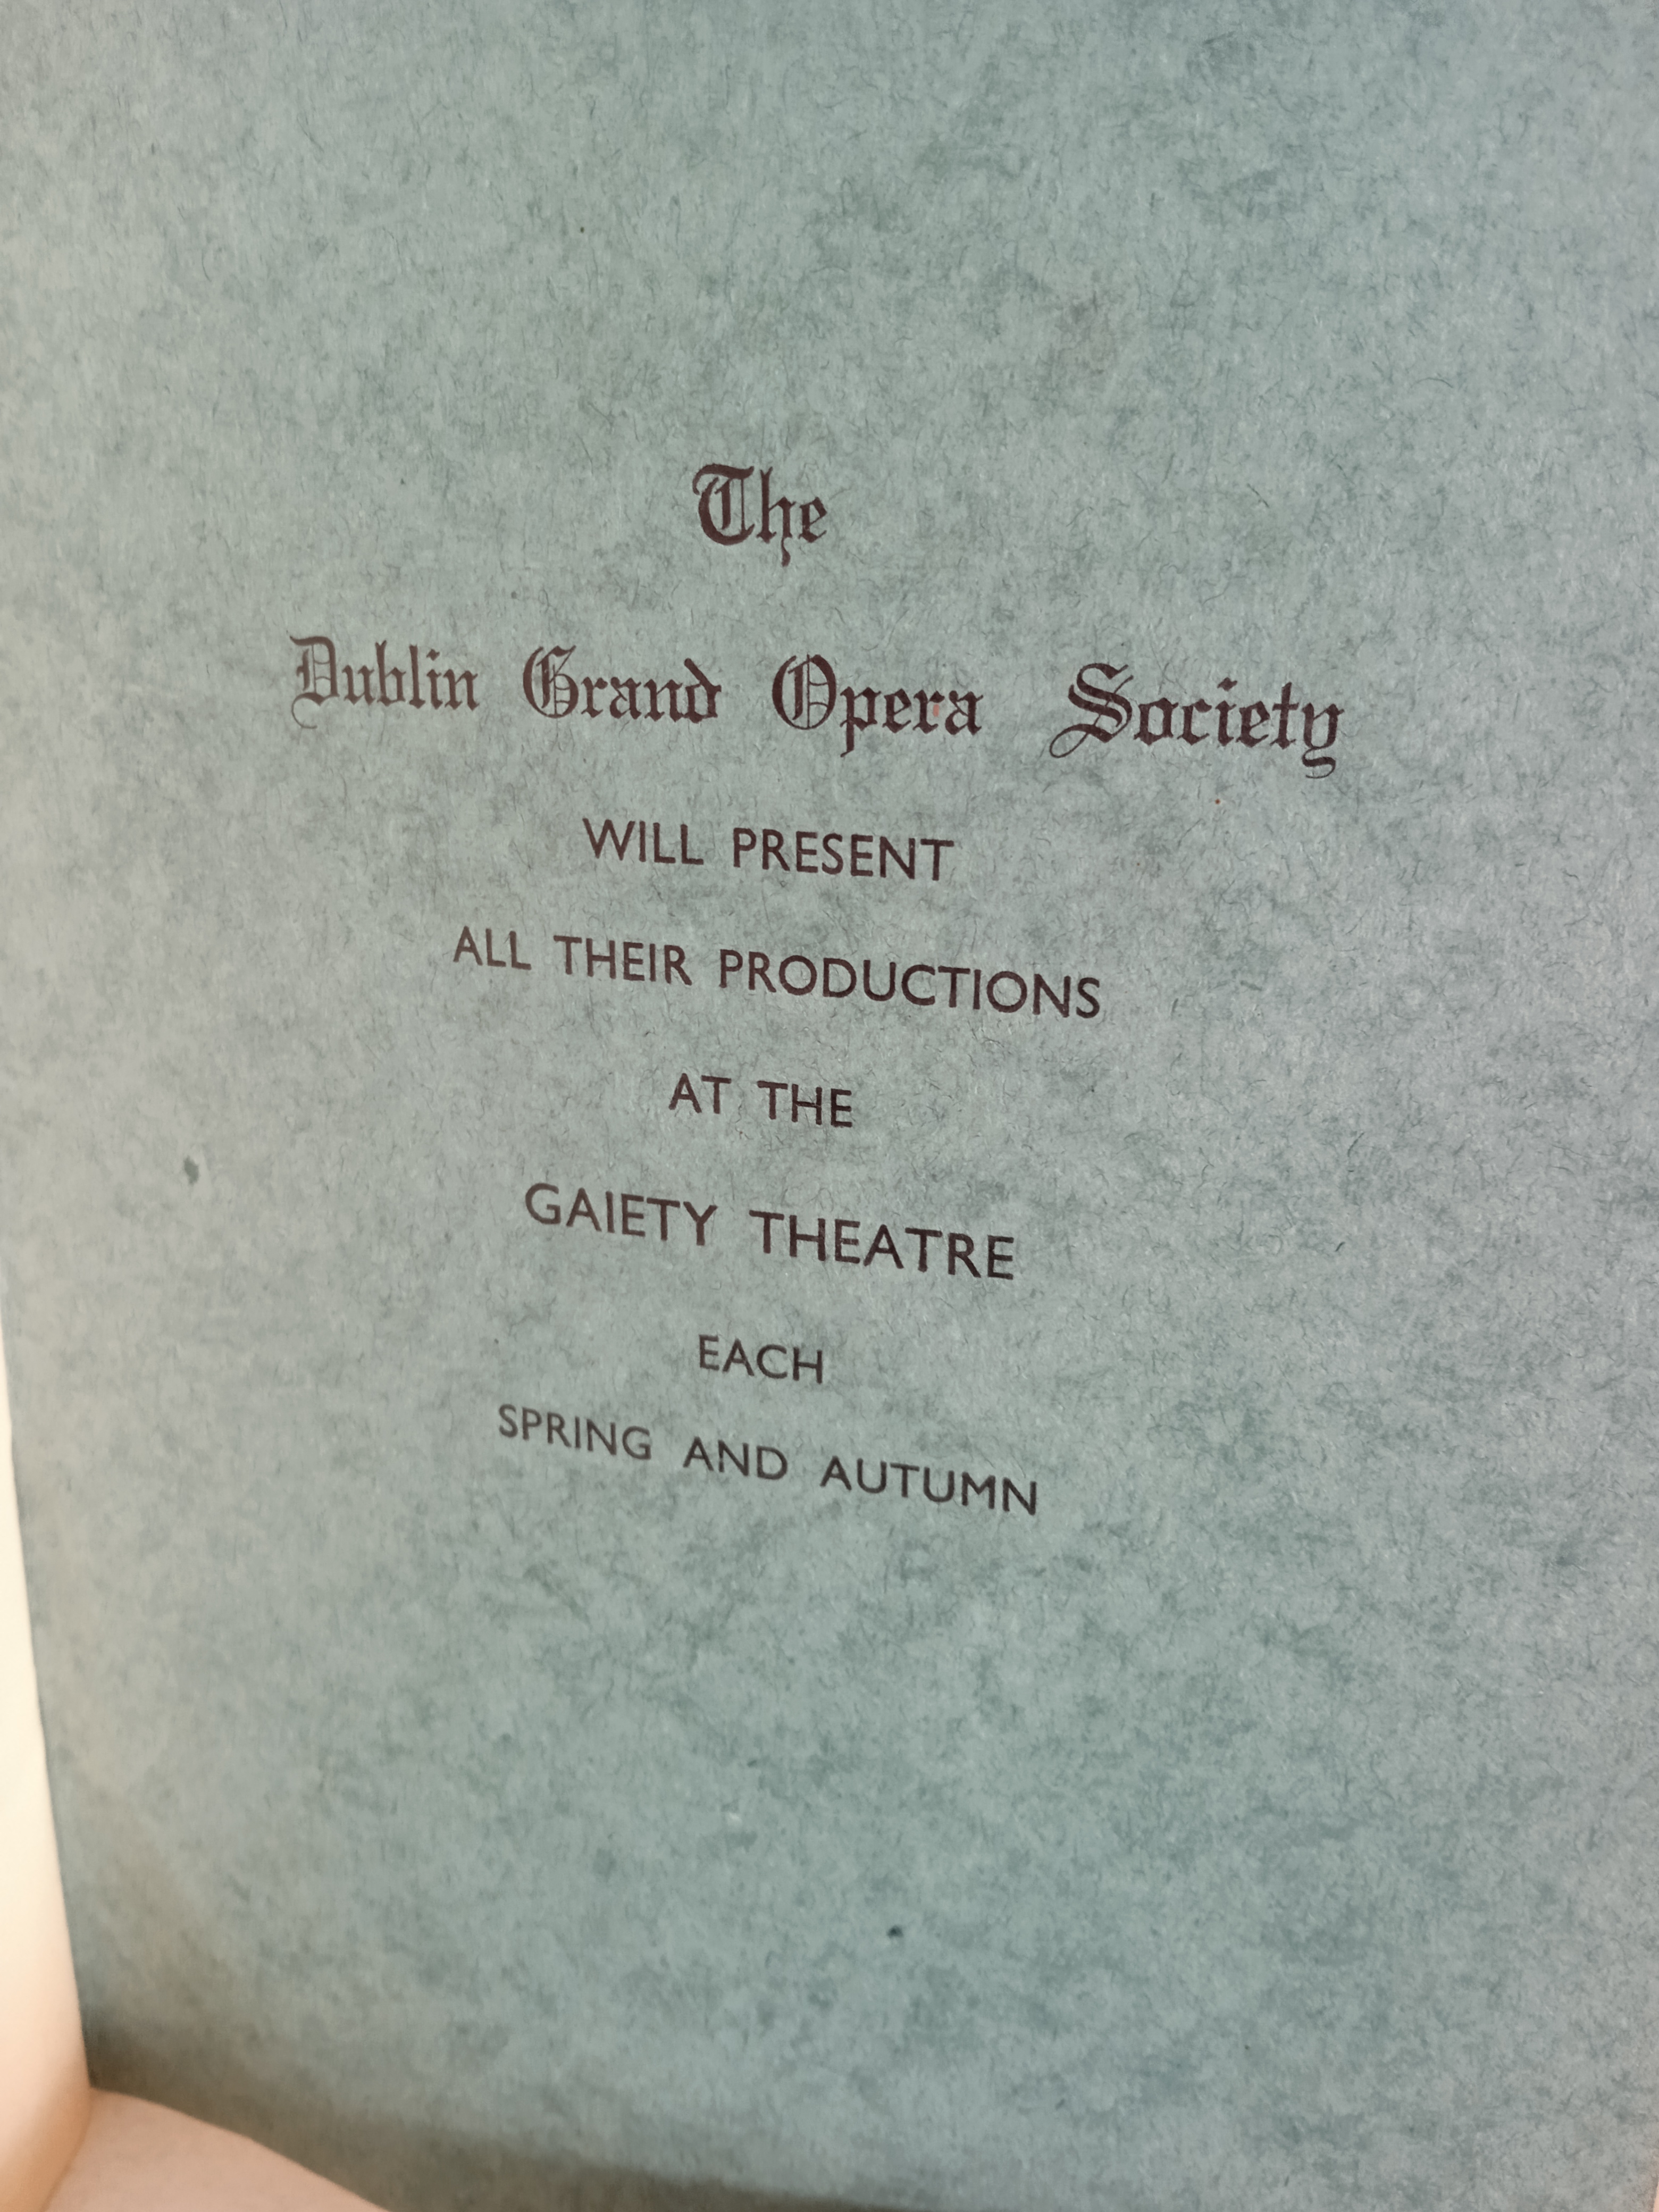 The
Dublin Grand Opera Society
WILL PRESENT
ALL THEIR PRODUCTIONS
AT THE
GAIETY THEATRE
EACH
SPRING AND AUTUMN